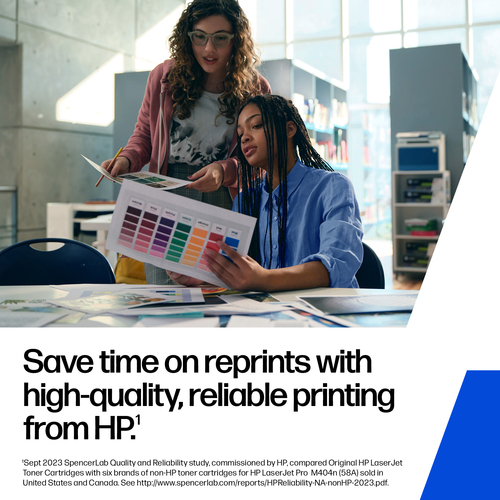 Save time on reprints with
high-quality, reliable printing
from HP.¹
¹Sept 2023 SpencerLab Quality and Reliability study, commissioned by HP, compared Original HP LaserJet
Toner Cartridges with six brands of non-HP toner cartridges for HP LaserJet Pro M404n (58A) sold in
United States and Canada. See http://www.spencerlab.com/reports/HPReliability-NA-nonHP-2023.pdf.